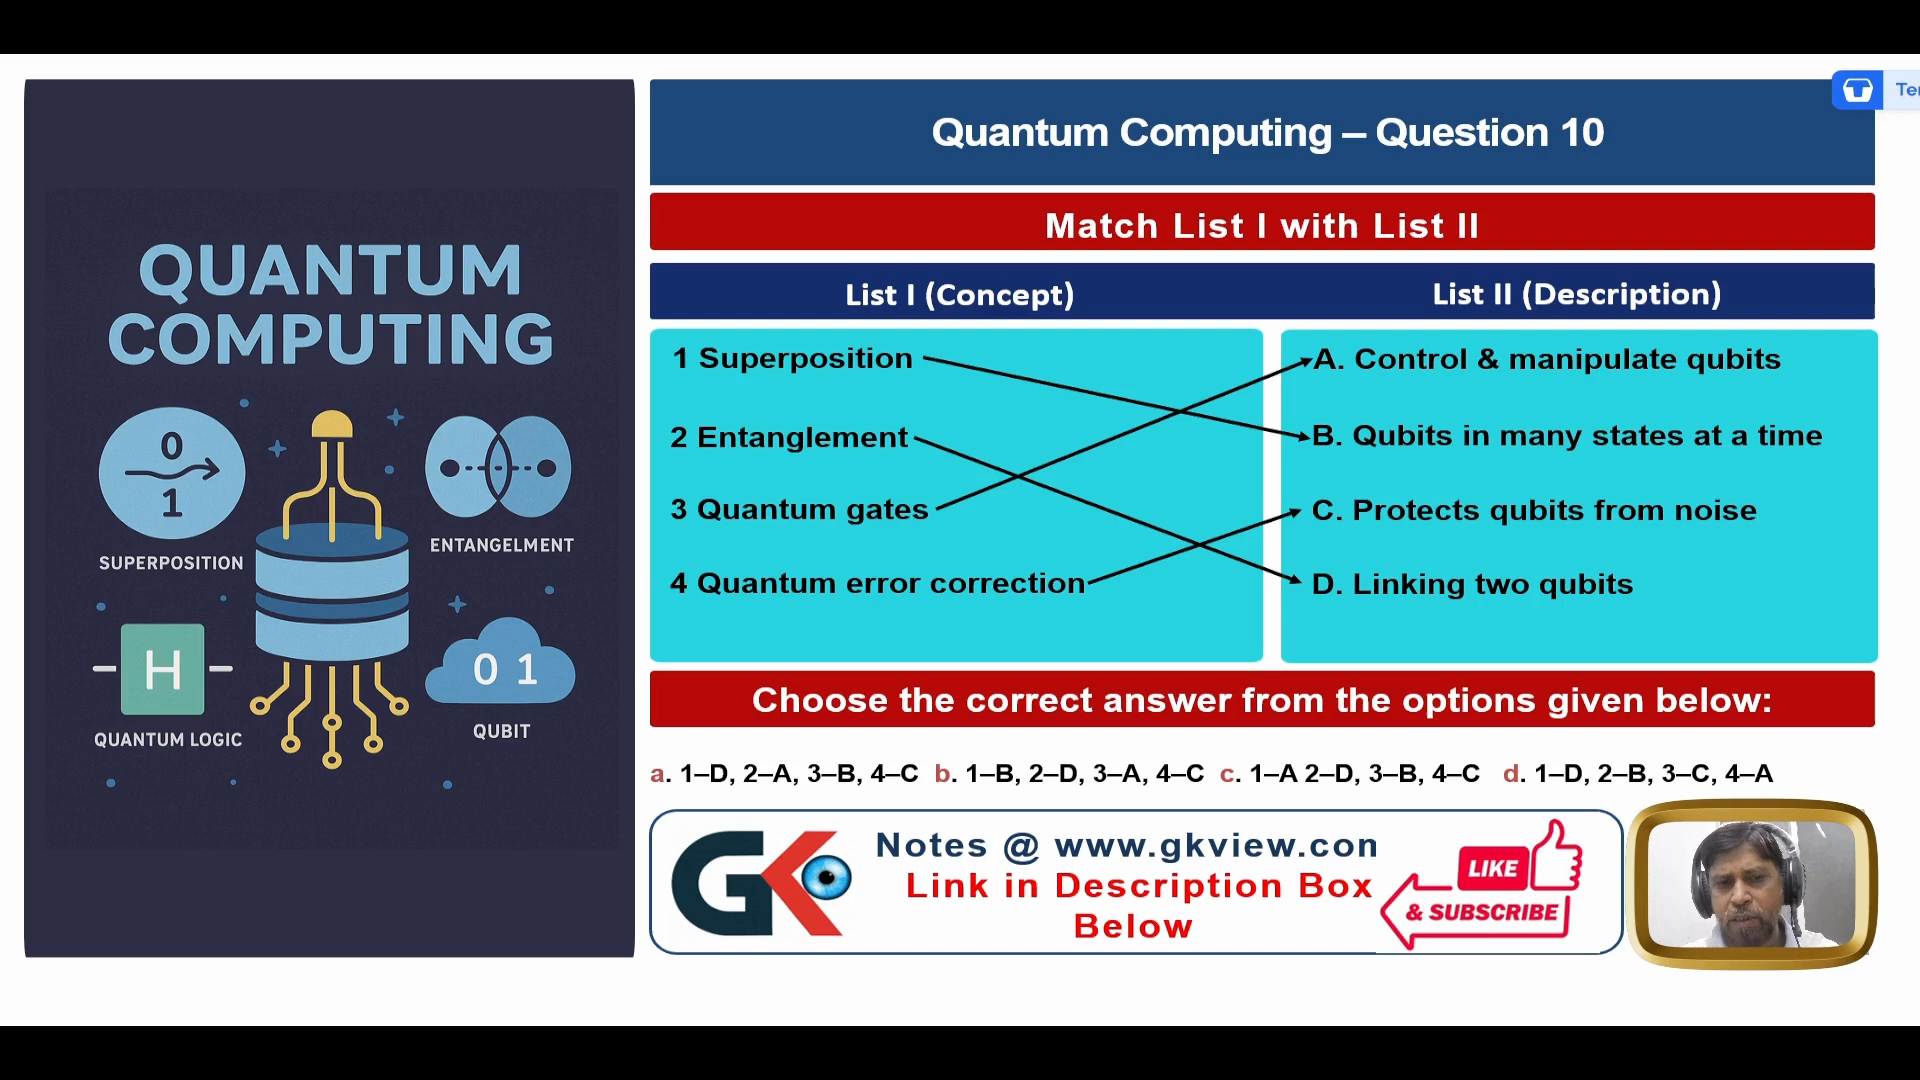 QUANTUM
COMPUTING
0
1
SUPERPOSITION
ENTANGELMENT
H
QUANTUM LOGIC
0 1
QUBIT
Quantum Computing – Question 10
Match List I with List II
List I (Concept)
List II (Description)
1 Superposition
2 Entanglement
3 Quantum gates
4 Quantum error correction
A. Control & manipulate qubits
B. Qubits in many states at a time
C. Protects qubits from noise
D. Linking two qubits
Choose the correct answer from the options given below:
a. 1–D, 2–A, 3–B, 4–C b. 1–B, 2–D, 3–A, 4–C c. 1–A 2–D, 3–B, 4–C d. 1–D, 2–B, 3–C, 4–A
GK
Notes @ www.gkview.con
Link in Description Box
Below
LIKE
& SUBSCRIBE